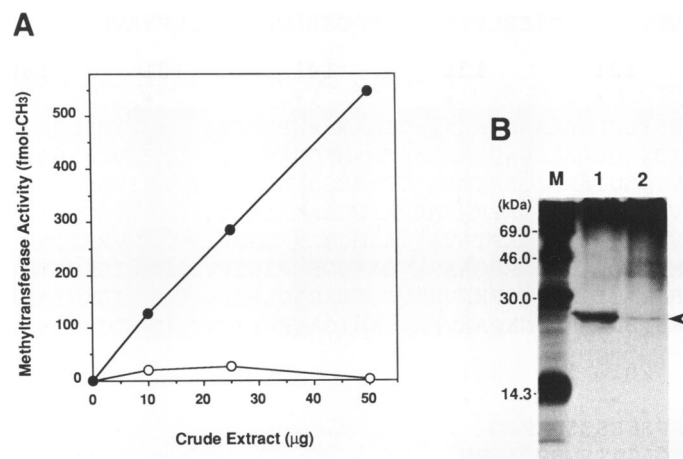 A
Methyltransferase Activity (fmol-CH3)
500
400
300
200
100
0
0 10 20 30 40 50
Crude Extract (µg)
B
M 1 2
(kDa)
69.0-
46.0-
30.0-
14.3-